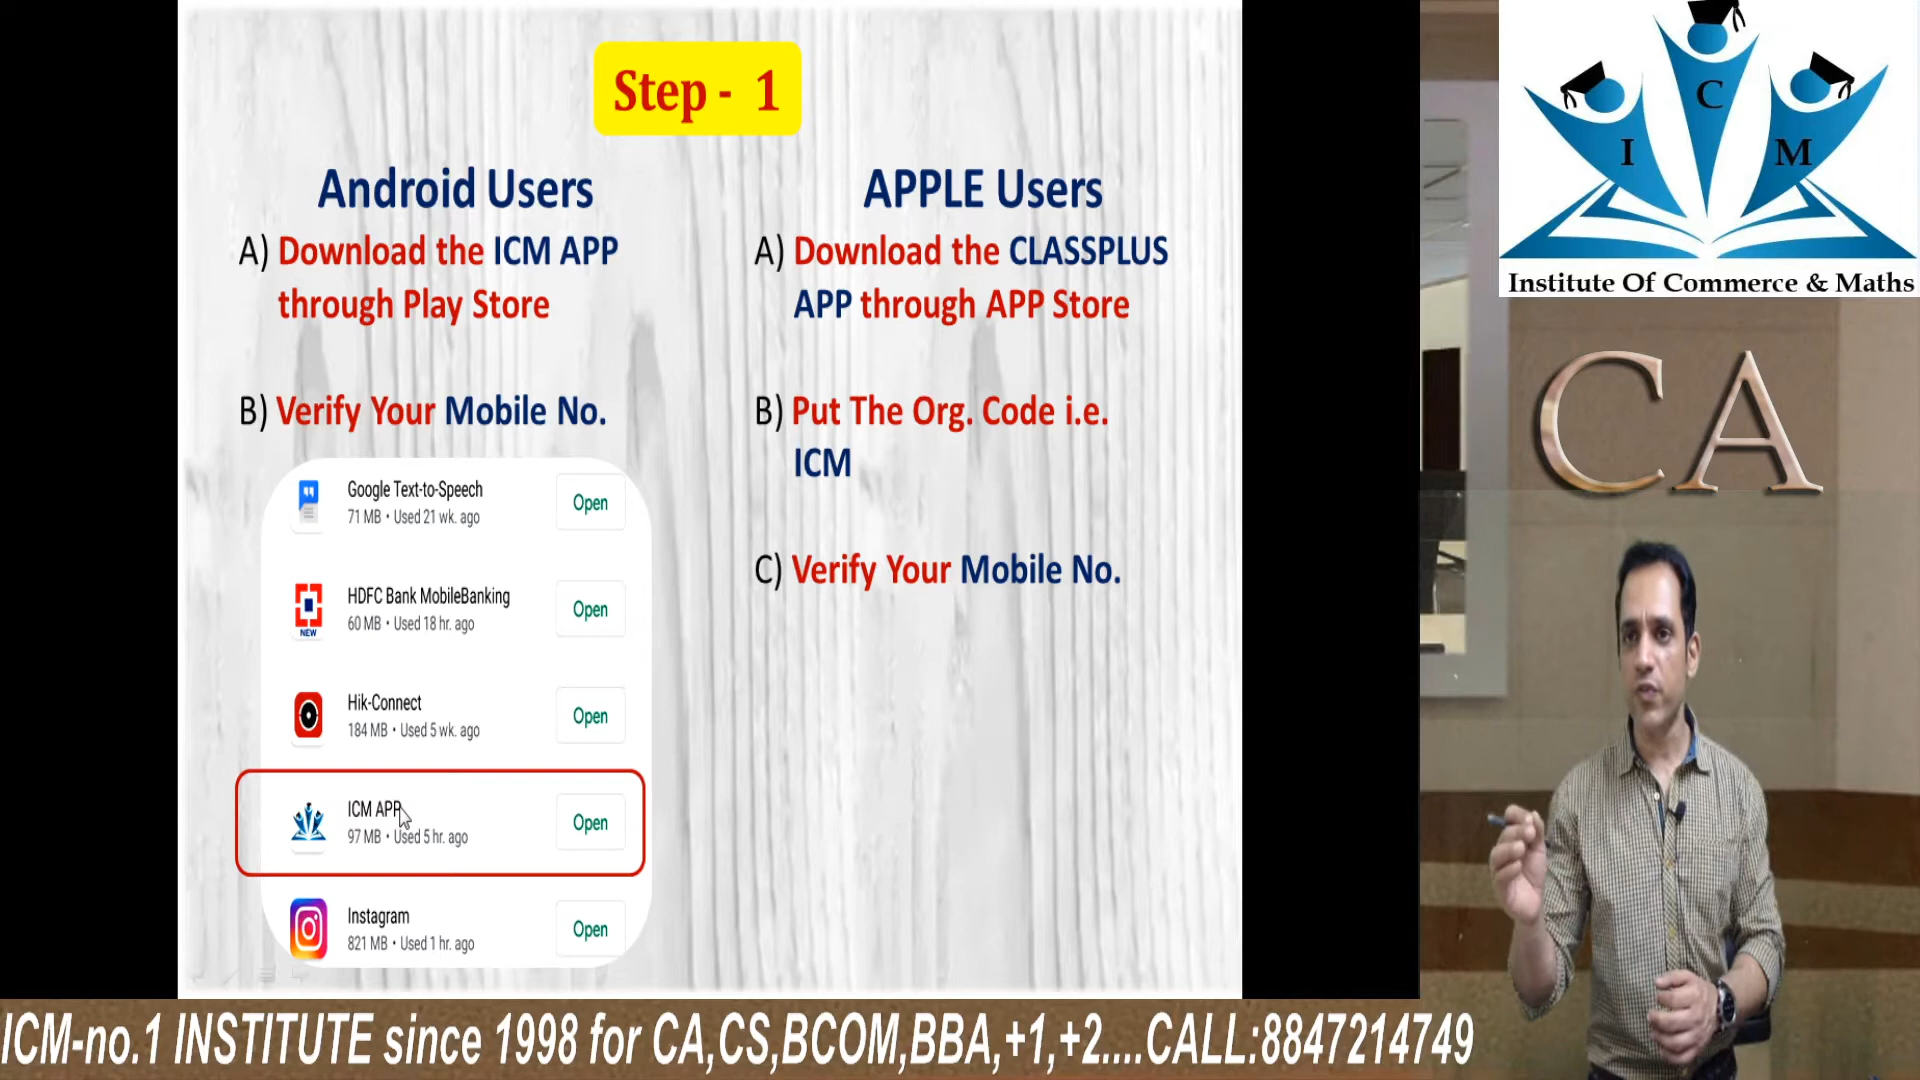 Step - 1
Android Users
A) Download the ICM APP
through Play Store
B) Verify Your Mobile No.
Google Text-to-Speech
71 MB • Used 21 wk. ago
Open
NEW
HDFC Bank MobileBanking
60 MB • Used 18 hr. ago
Open
Hik-Connect
184 MB • Used 5 wk. ago
Open
ICM APP
97 MB • Used 5 hr. ago
Open
Instagram
821 MB • Used 1 hr. ago
Open
APPLE Users
A) Download the CLASSPLUS
APP through APP Store
B) Put The Org. Code i.e.
ICM
C) Verify Your Mobile No.
I C M
Institute Of Commerce & Maths
CA
ICM-no.1 INSTITUTE since 1998 for CA,CS,BCOM,BBA,+1,+2....CALL:8847214749